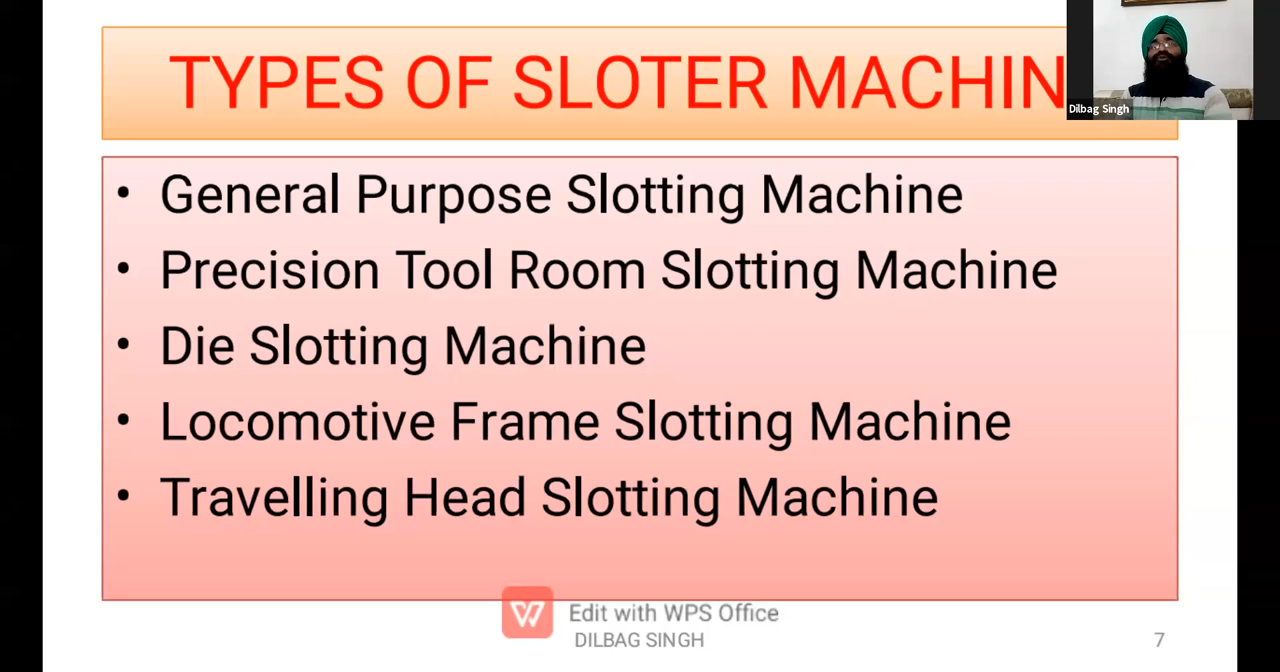 TYPES OF SLOTER MACHIN
Dilbag Singh
• General Purpose Slotting Machine
• Precision Tool Room Slotting Machine
• Die Slotting Machine
• Locomotive Frame Slotting Machine
• Travelling Head Slotting Machine
Edit with WPS Office
DILBAG SINGH
7